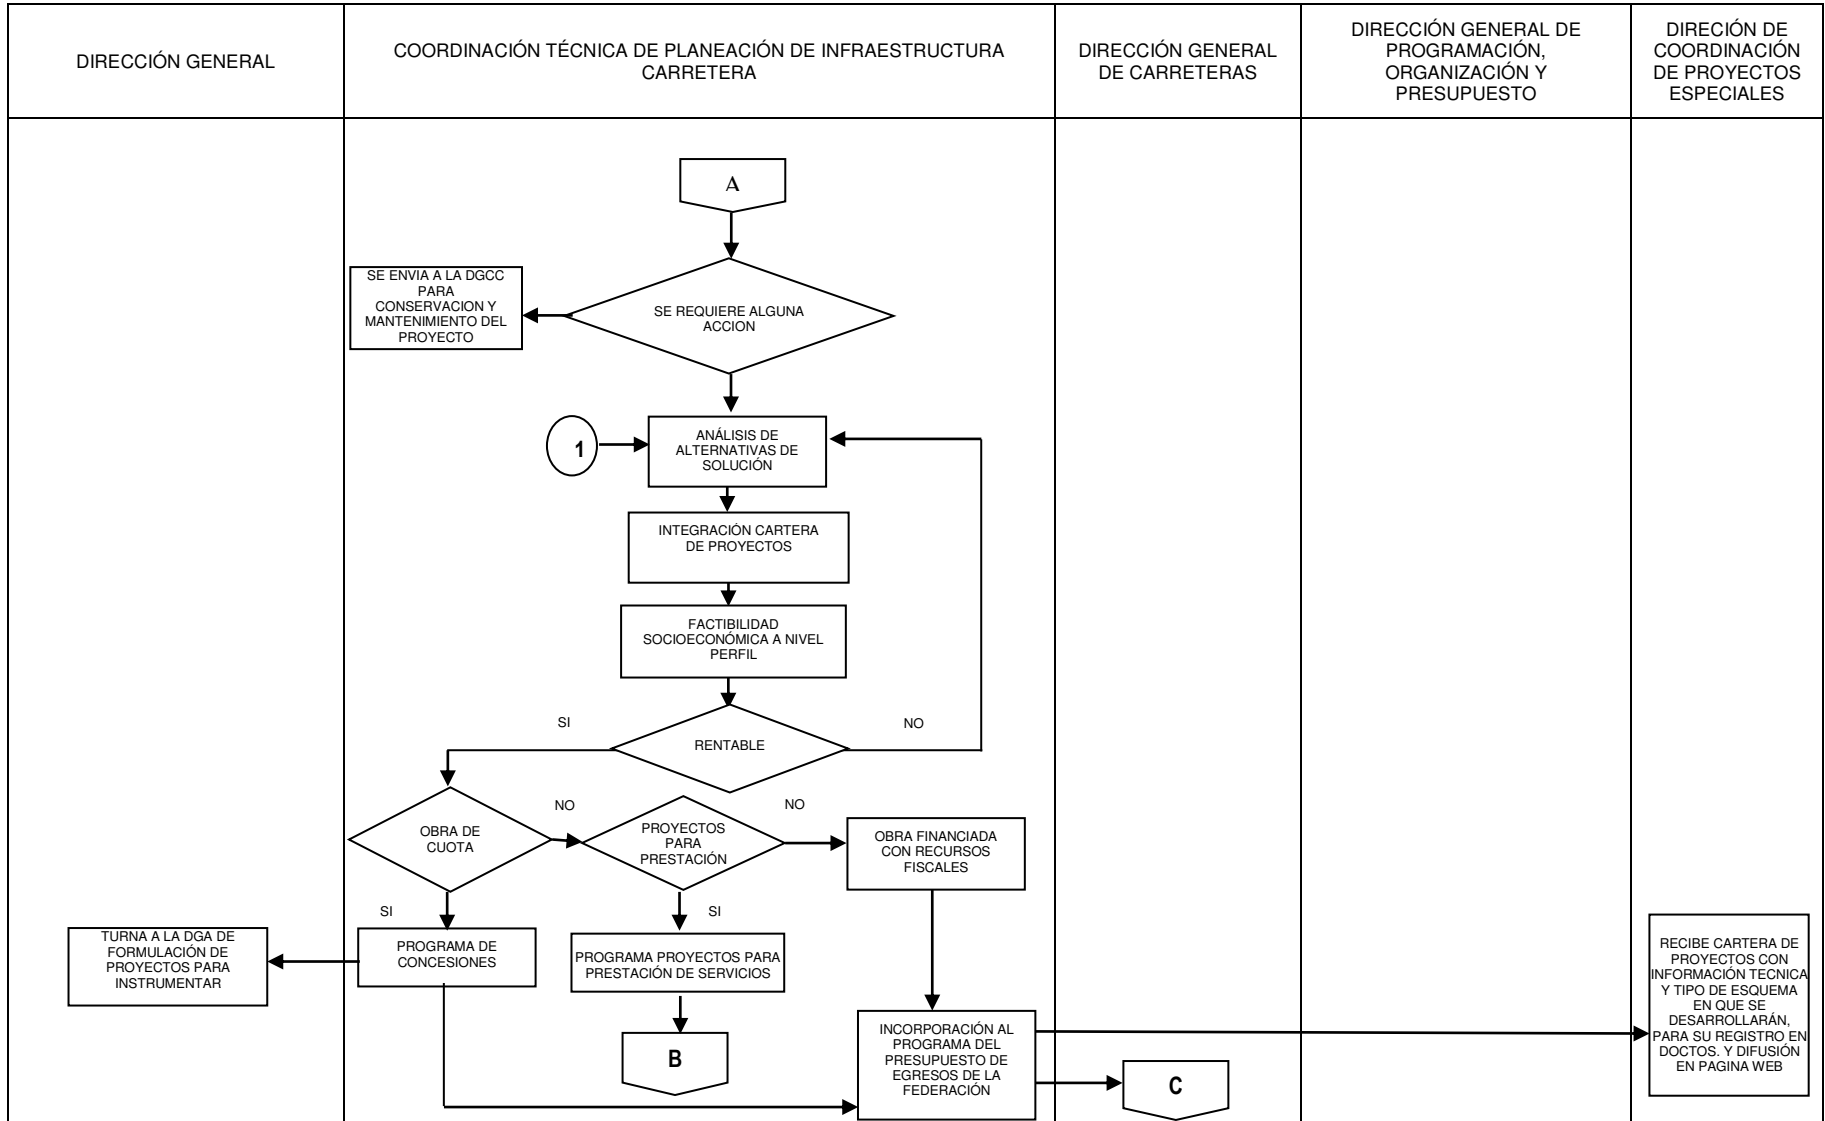 DIRECCIÓN GENERAL
COORDINACIÓN TÉCNICA DE PLANEACIÓN DE INFRAESTRUCTURA
CARRETERA
DIRECCIÓN GENERAL
DE CARRETERAS
DIRECCIÓN GENERAL DE
PROGRAMACIÓN,
ORGANIZACIÓN Y
PRESUPUESTO
DIRECIÓN DE
COORDINACIÓN
DE PROYECTOS
ESPECIALES
A
SE ENVIA A LA DGCC
PARA
CONSERVACION Y
MANTENIMIENTO DEL
PROYECTO
SE REQUIERE ALGUNA
ACCION
1
ANÁLISIS DE
ALTERNATIVAS DE
SOLUCIÓN
INTEGRACIÓN CARTERA
DE PROYECTOS
FACTIBILIDAD
SOCIOECONÓMICA A NIVEL
PERFIL
SI
RENTABLE
NO
OBRA DE
CUOTA
NO
PROYECTOS
PARA
PRESTACIÓN
NO
OBRA FINANCIADA
CON RECURSOS
FISCALES
SI
SI
TURNA A LA DGA DE
FORMULACIÓN DE
PROYECTOS PARA
INSTRUMENTAR
PROGRAMA DE
CONCESIONES
PROGRAMA PROYECTOS PARA
PRESTACIÓN DE SERVICIOS
RECIBE CARTERA DE
PROYECTOS CON
INFORMACIÓN TECNICA
Y TIPO DE ESQUEMA
EN QUE SE
DESARROLLARÁN,
PARA SU REGISTRO EN
DOCTOS. Y DIFUSIÓN
EN PAGINA WEB
B
INCORPORACIÓN AL
PROGRAMA DEL
PRESUPUESTO DE
EGRESOS DE LA
FEDERACIÓN
C